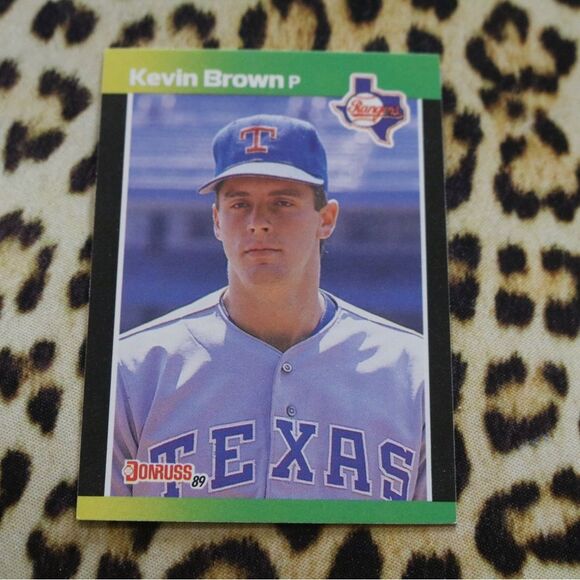 Kevin Brown P
Rangers
T
TEXAS
DONRUSS 89